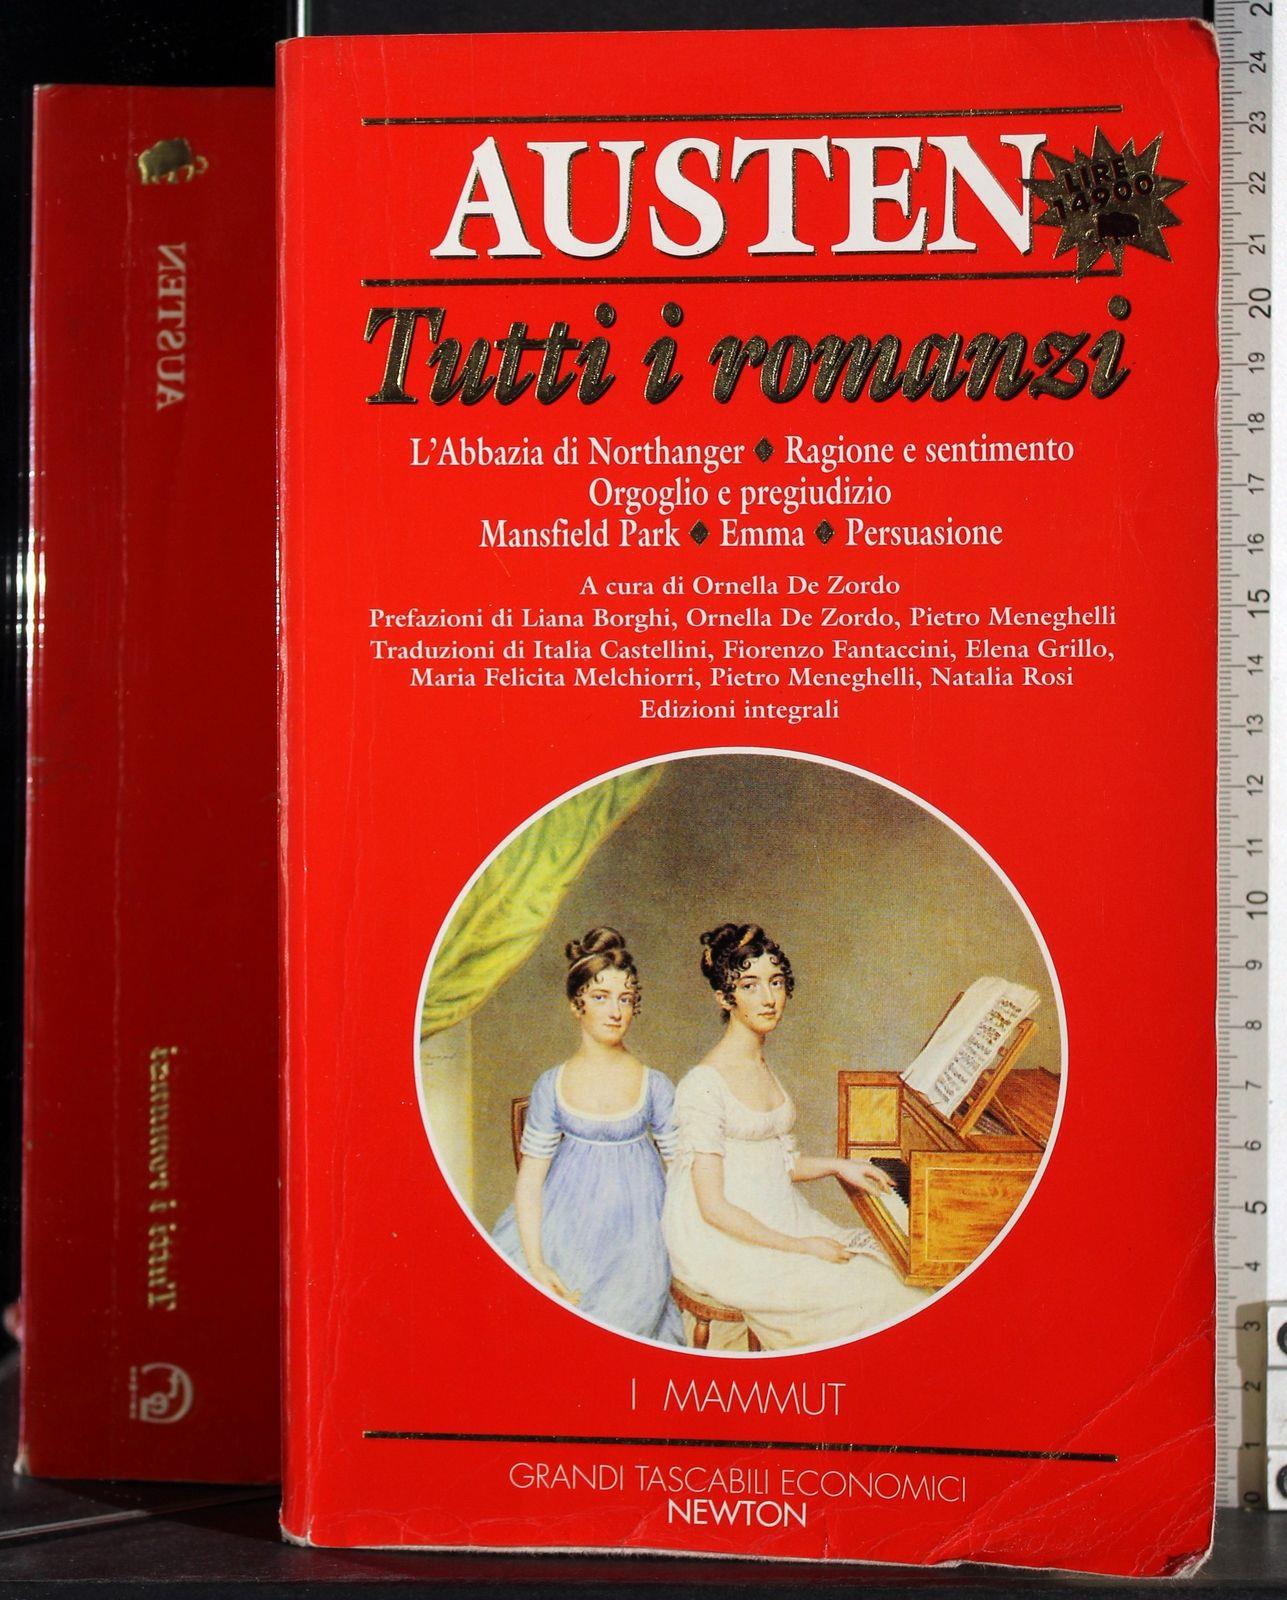 AUSTEN
LIRE
14900
Tutti i romanzi
L'Abbazia di Northanger ♦ Ragione e sentimento
Orgoglio e pregiudizio
Mansfield Park ♦ Emma ♦ Persuasione
A cura di Ornella De Zordo
Prefazioni di Liana Borghi, Ornella De Zordo, Pietro Meneghelli
Traduzioni di Italia Castellini, Fiorenzo Fantaccini, Elena Grillo,
Maria Felicita Melchiorri, Pietro Meneghelli, Natalia Rosi
Edizioni integrali
I MAMMUT
GRANDI TASCABILI ECONOMICI
NEWTON
AUSTEN
Tutti i romanzi
24
23
22
21
20
19
18
17
16
15
14
13
12
11
10
9
8
7
6
5
4
3
2
1
0